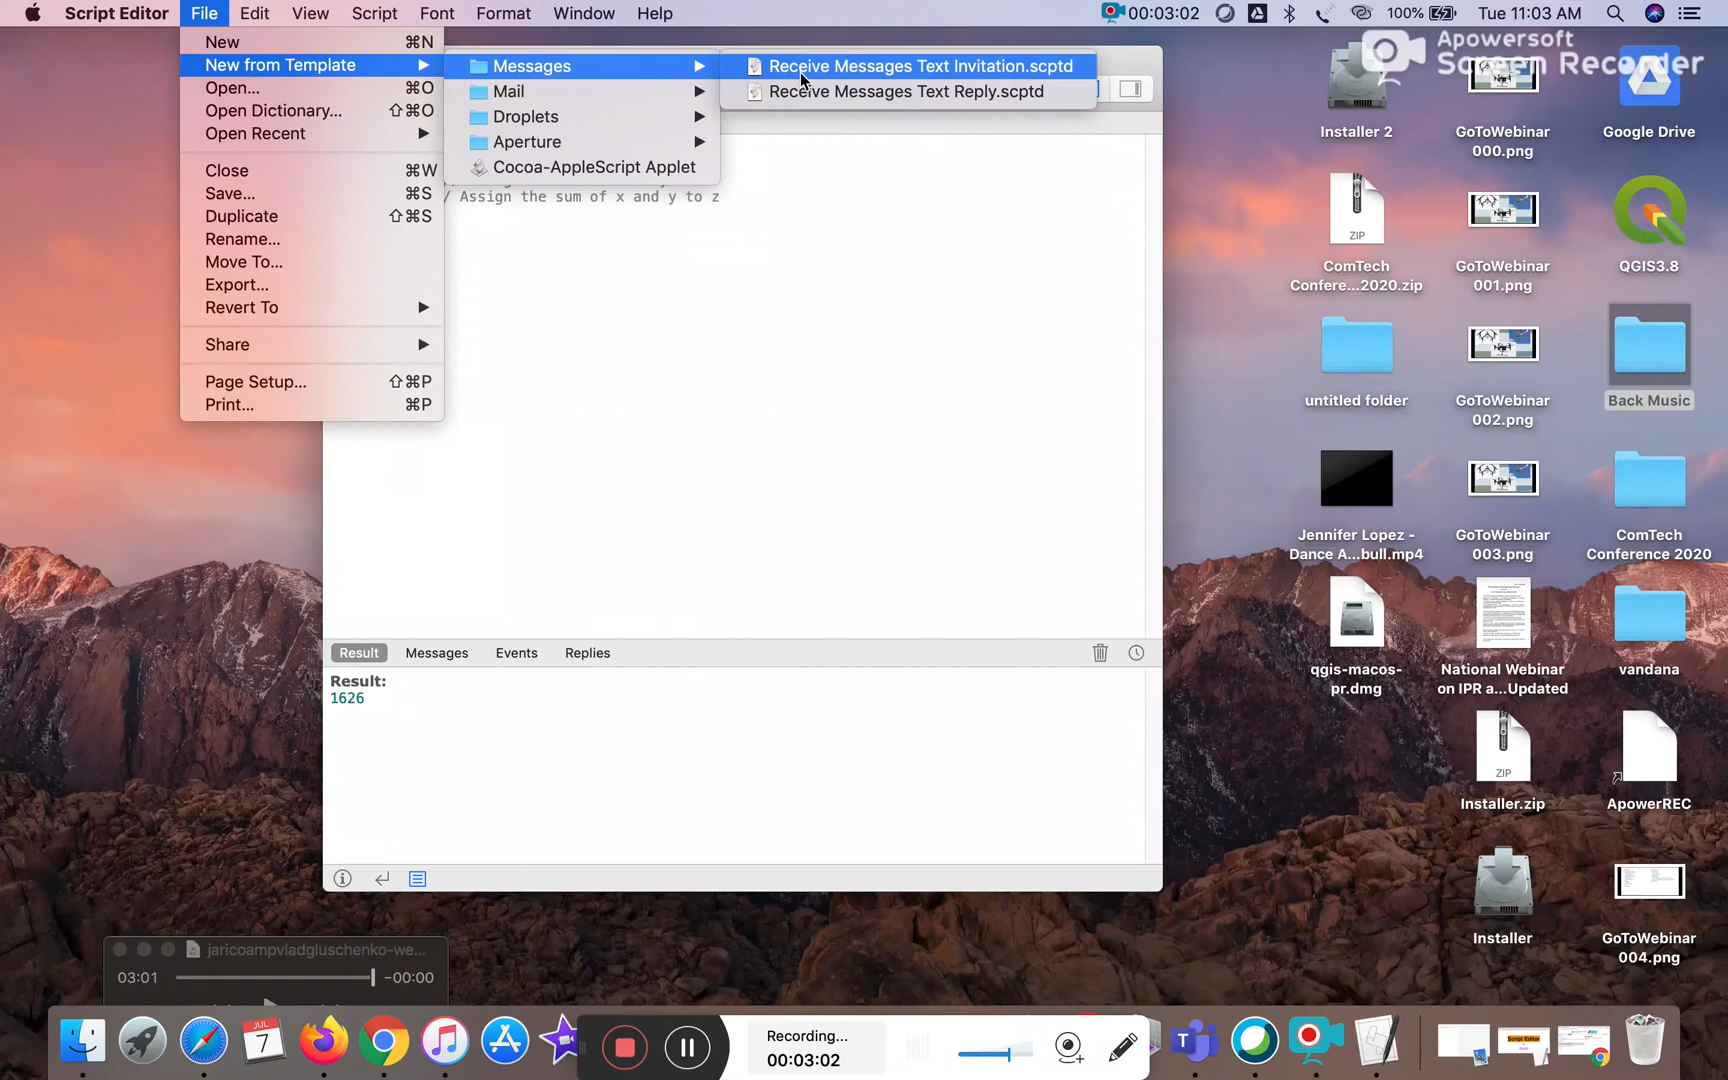 Script Editor File Edit View Script Font Format Window Help 00:03:02 100% Tue 11:03 AM
Apowersoft
Screen Recorder
New ⌘N
New from Template ▶
Open... ⌘O
Open Dictionary... ⇧⌘O
Open Recent ▶
Close ⌘W
Save... ⌘S
Duplicate ⇧⌘S
Rename...
Move To...
Export...
Revert To ▶
Share ▶
Page Setup... ⇧⌘P
Print... ⌘P
Messages ▶
Mail ▶
Droplets ▶
Aperture ▶
Cocoa-AppleScript Applet
Receive Messages Text Invitation.scptd
Receive Messages Text Reply.scptd
/ Assign the sum of x and y to z
Result Messages Events Replies
Result:
1626
Installer 2
GoToWebinar
000.png
Google Drive
ZIP
ComTech
Confere...2020.zip
GoToWebinar
001.png
QGIS3.8
untitled folder
GoToWebinar
002.png
Back Music
Jennifer Lopez -
Dance A...bull.mp4
GoToWebinar
003.png
ComTech
Conference 2020
qgis-macos-
pr.dmg
National Webinar
on IPR a...Updated
vandana
ZIP
Installer.zip
ApowerREC
Installer
GoToWebinar
004.png
jaricoampvladgluschenko-we...
03:01 -00:00
JUL
7
Recording...
00:03:02
Script Editor